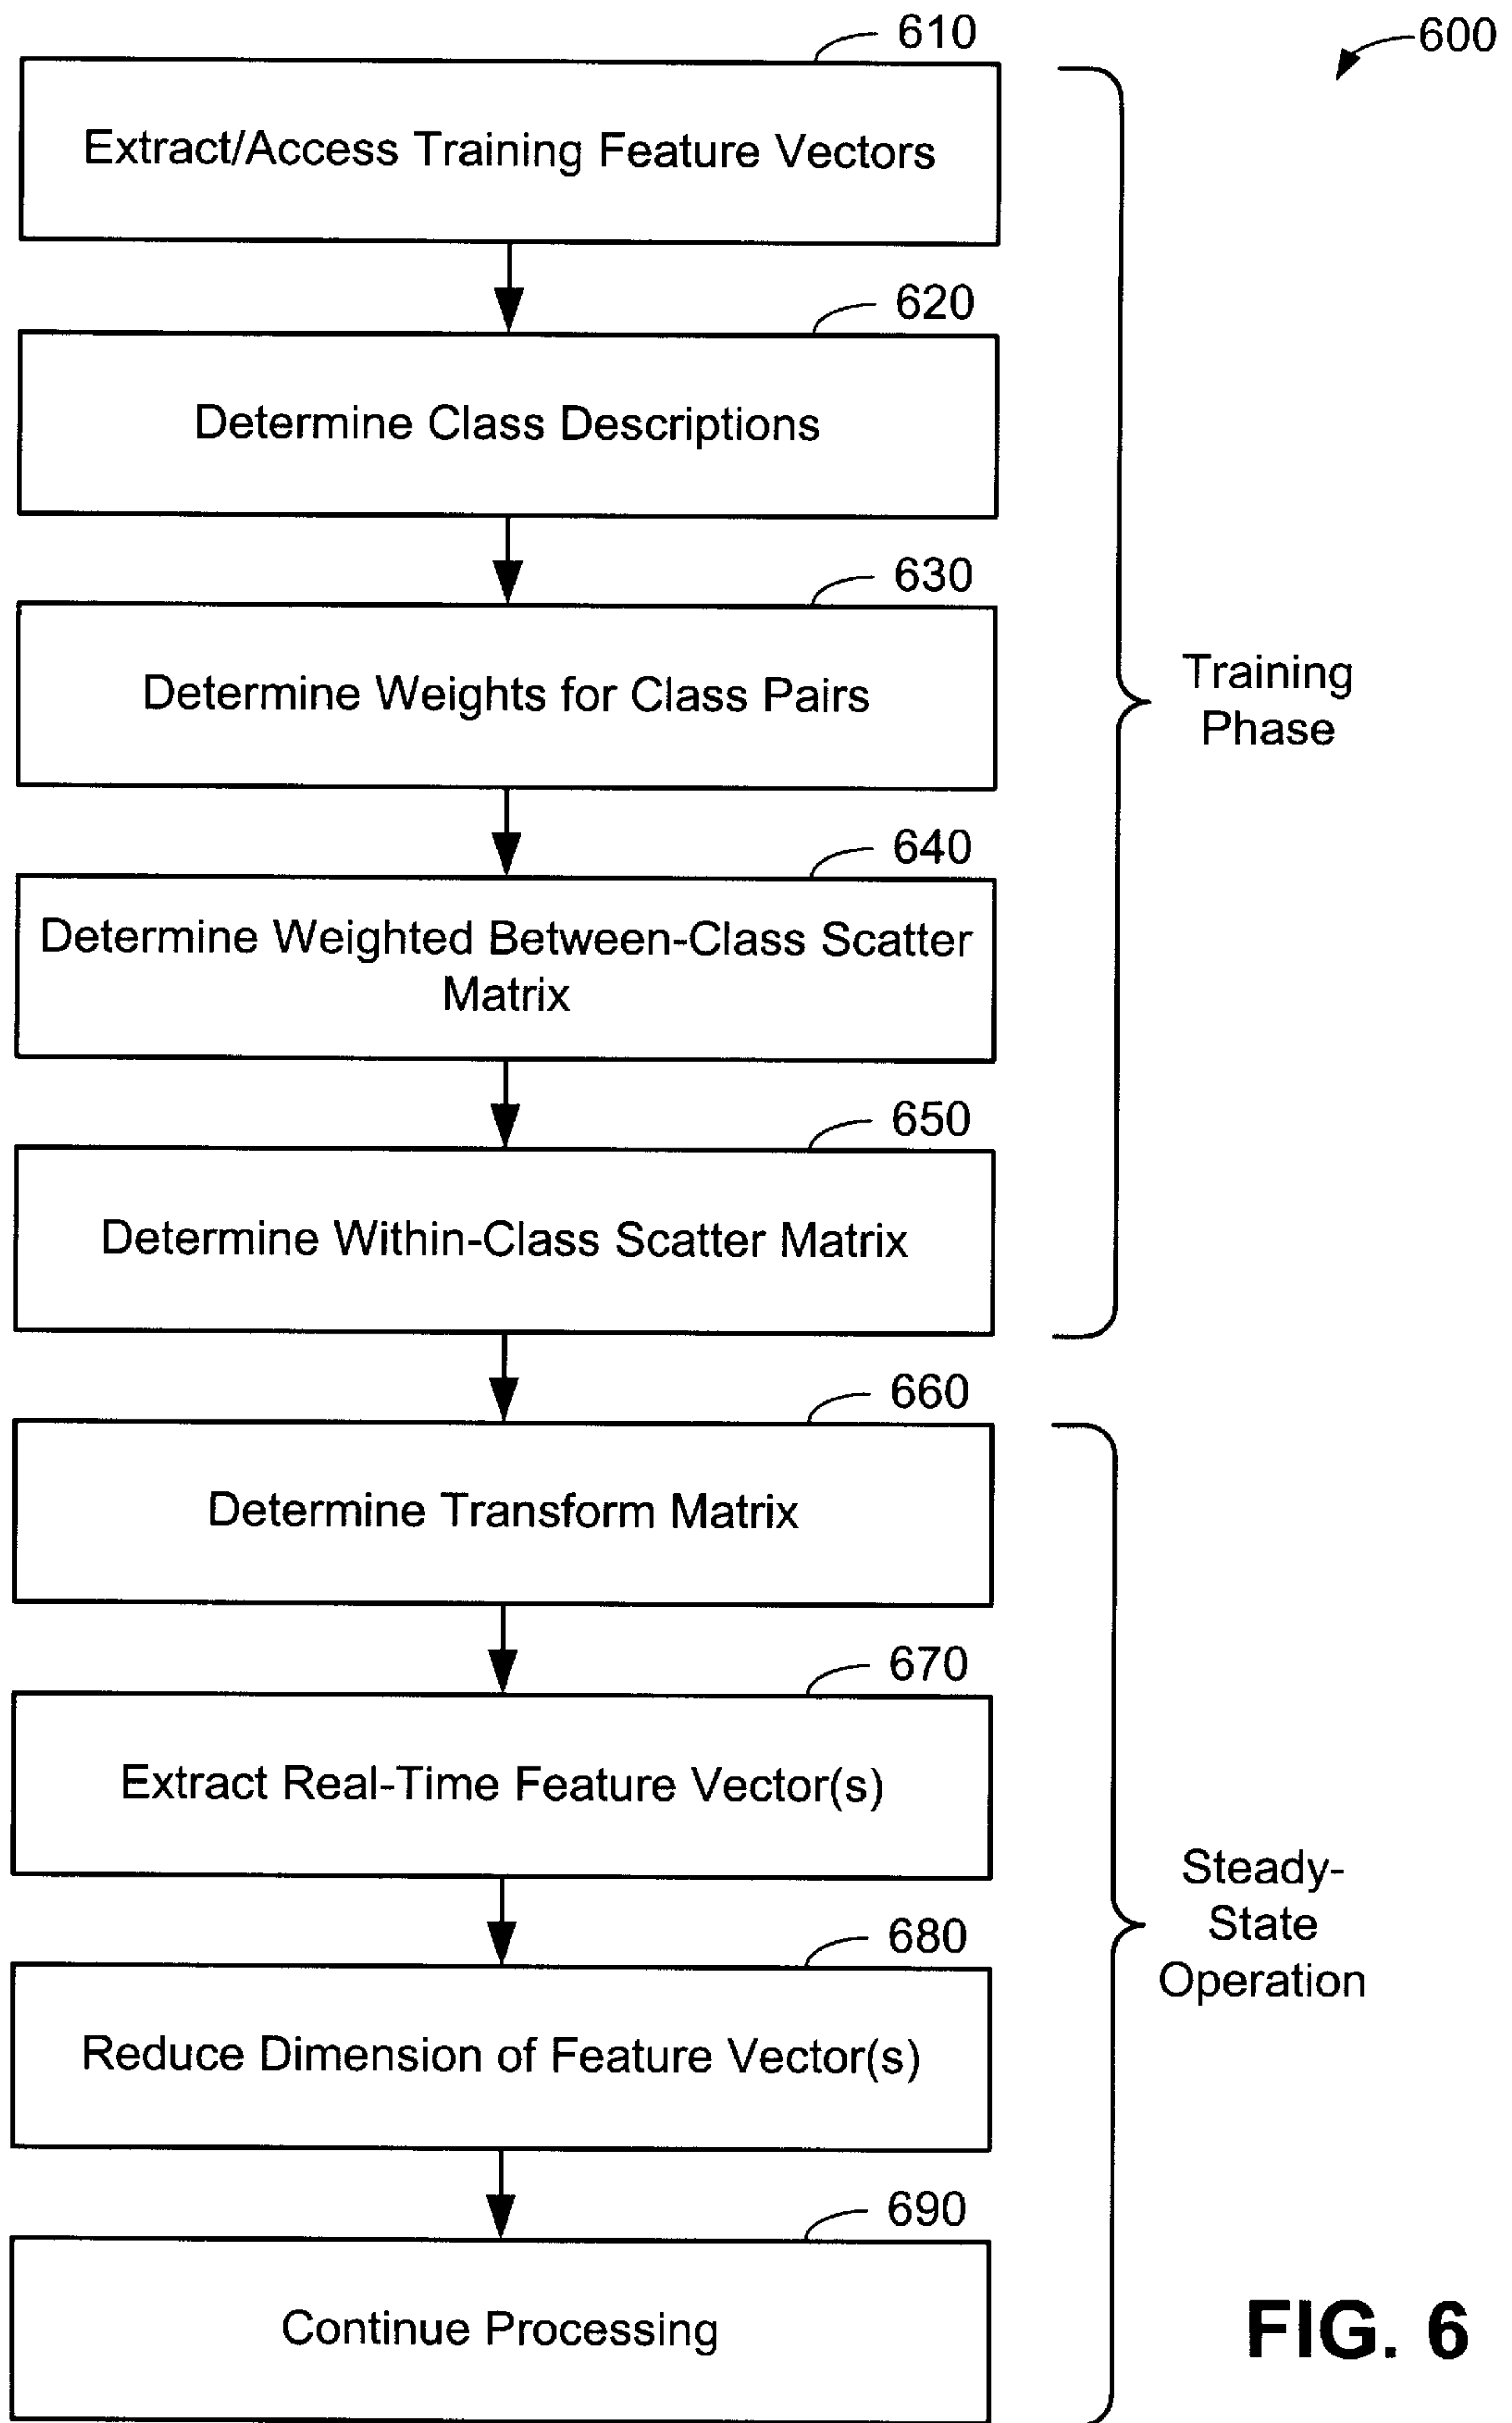 610
600
Extract/Access Training Feature Vectors
620
Determine Class Descriptions
630
Determine Weights for Class Pairs
Training
Phase
640
Determine Weighted Between-Class Scatter
Matrix
650
Determine Within-Class Scatter Matrix
660
Determine Transform Matrix
670
Extract Real-Time Feature Vector(s)
Steady-
State
Operation
680
Reduce Dimension of Feature Vector(s)
690
Continue Processing
FIG. 6